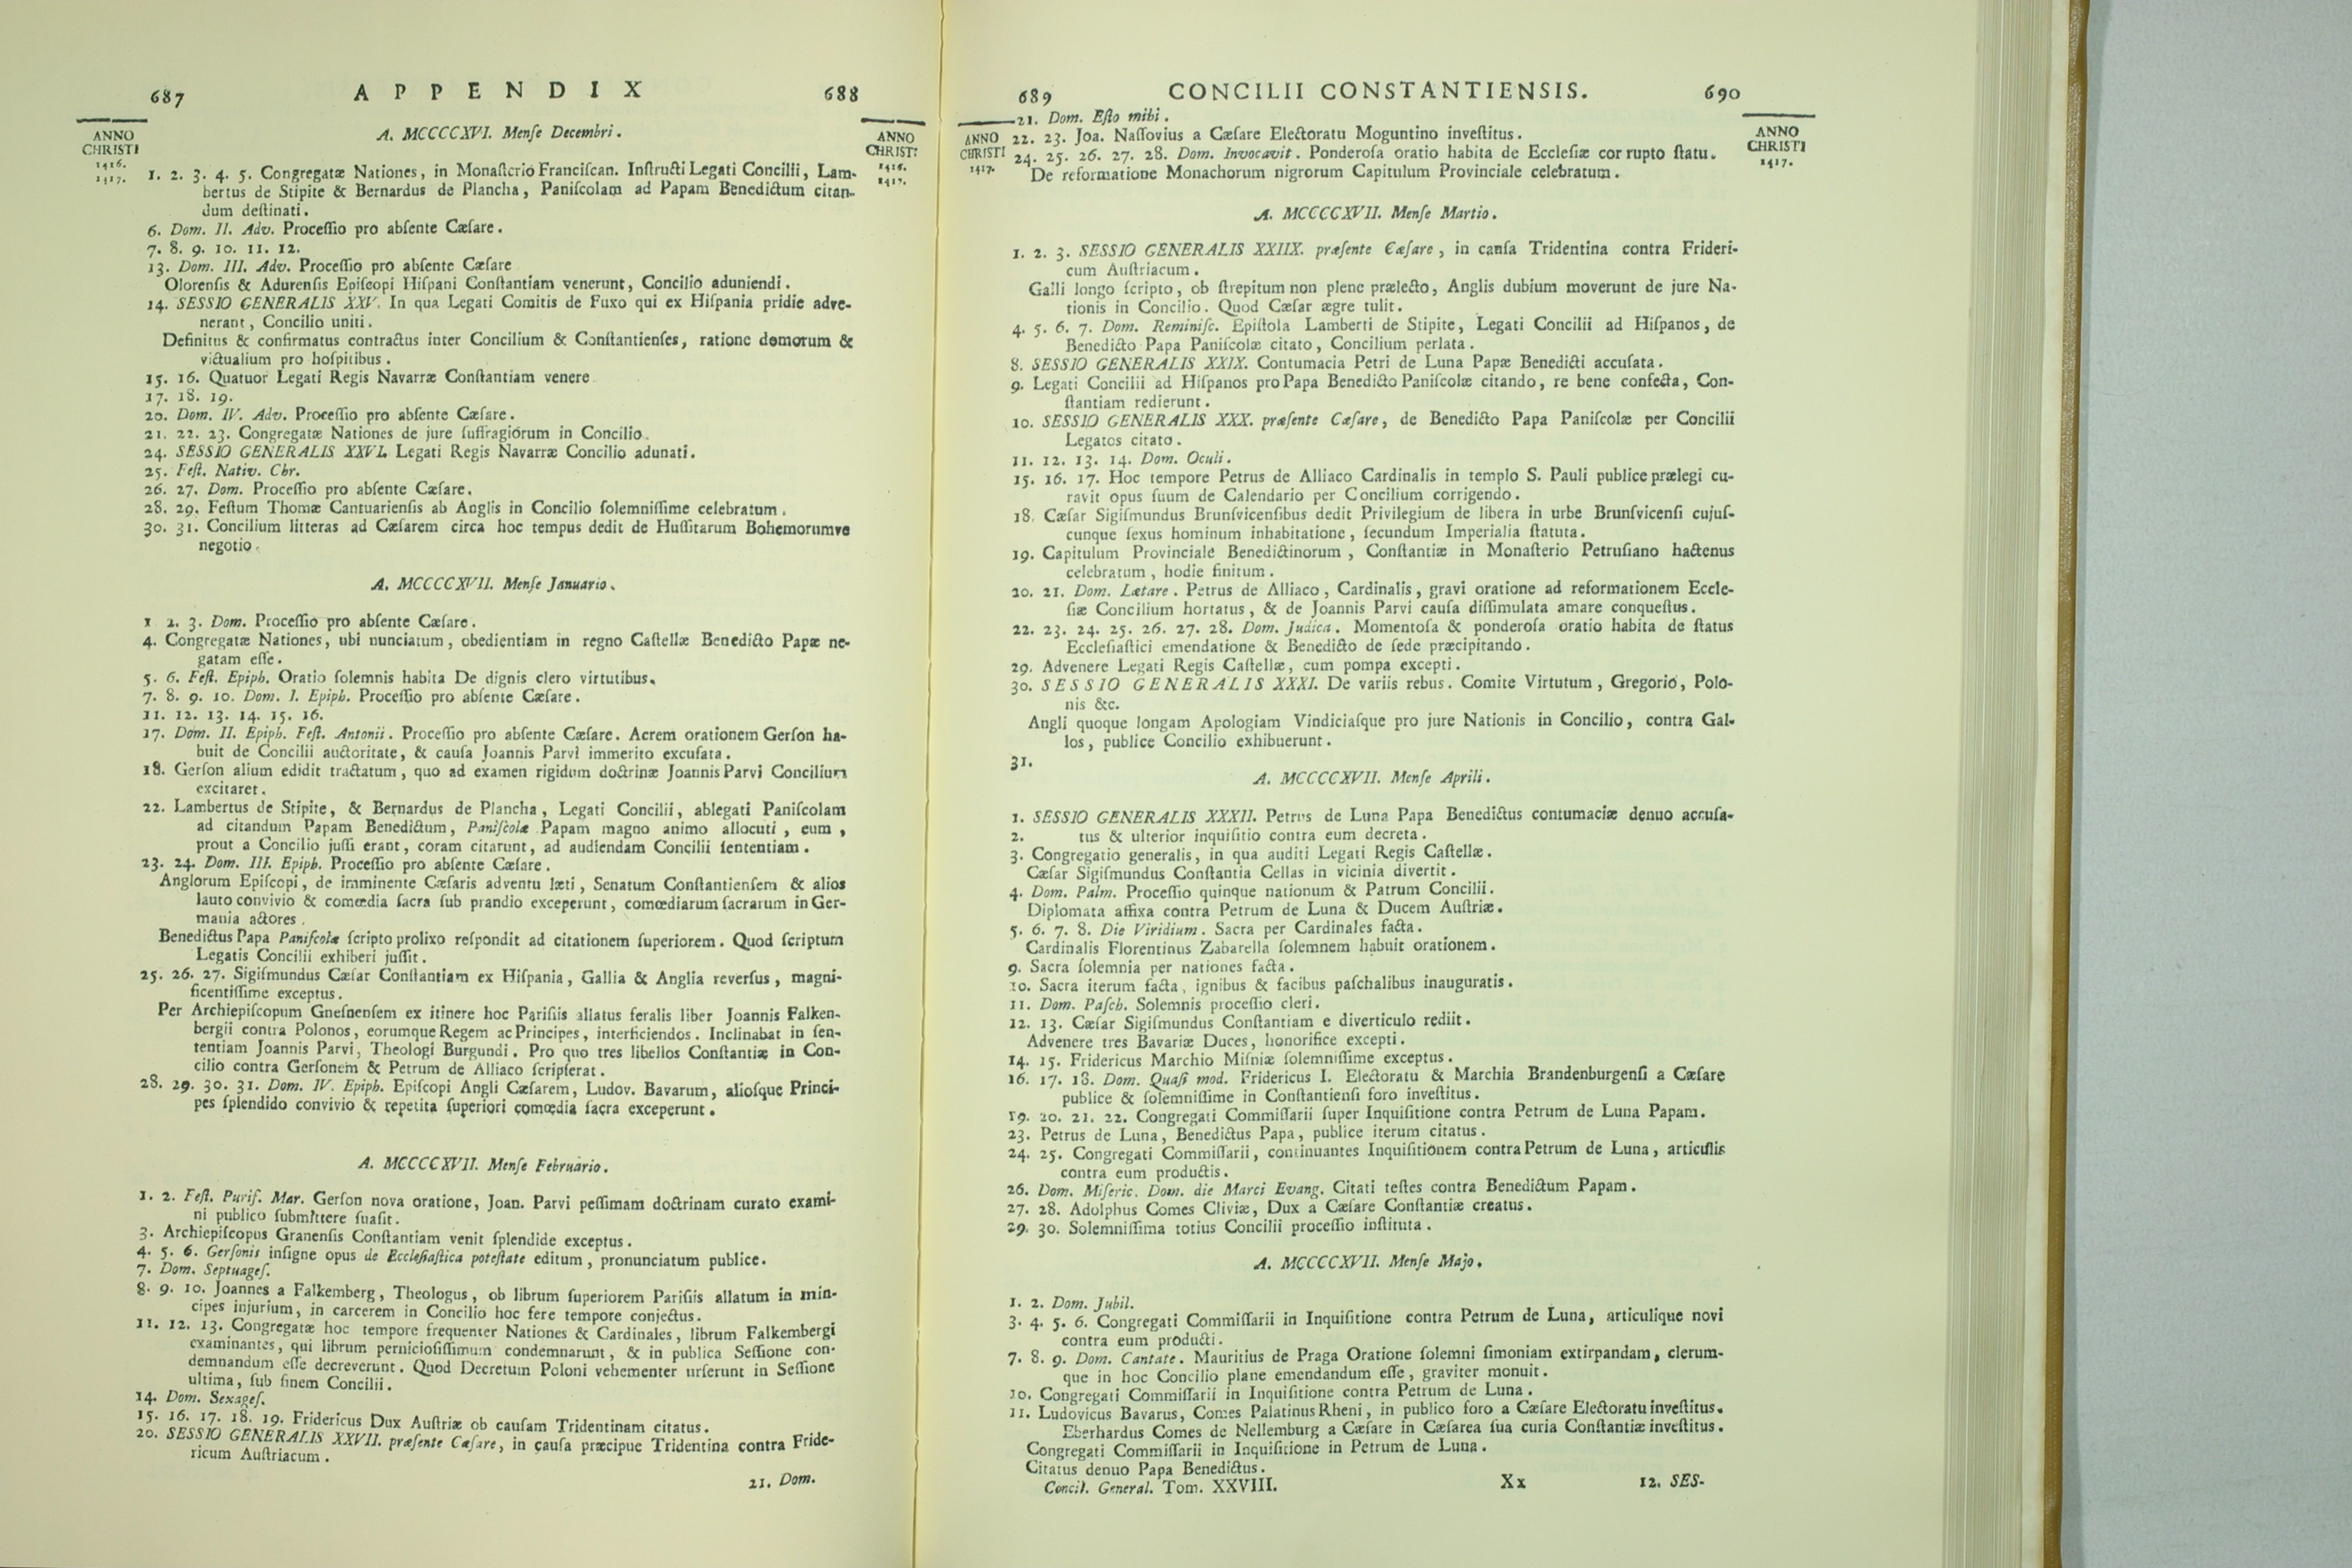 687 APPENDIX 688
ANNO
CHRISTI
1416.
1417.
ANNO
CHRISTI
1416.
1417.
A. MCCCCXVI. Menſe Decembri.
1. 2. 3. 4. 5. Congregatæ Nationes, in Monaſterio Franciſcan. Inſtructi Legati Concilii, Lam-
bertus de Stipite & Bernardus de Plancha, Paniſcolam ad Papam Benedictum citan-
dum deſtinati.
6. Dom. II. Adv. Proceſſio pro abſente Cæſare.
7. 8. 9. 10. 11. 12.
13. Dom. III. Adv. Proceſſio pro abſente Cæſare
Olorenſis & Adurenſis Epiſcopi Hiſpani Conſtantiam venerunt, Concilio aduniendi.
14. SESSIO GENERALIS XXV. In qua Legati Comitis de Fuxo qui ex Hiſpania pridie adve-
nerant, Concilio uniti.
Definitus & confirmatus contractus inter Concilium & Conſtantienſes, ratione domorum &
victualium pro hoſpitibus.
15. 16. Quatuor Legati Regis Navarræ Conſtantiam venere
17. 18. 19.
20. Dom. IV. Adv. Proceſſio pro abſente Cæſare.
21. 22. 23. Congregatæ Nationes de jure ſuffragiorum in Concilio.
24. SESSIO GENERALIS XXVI. Legati Regis Navarræ Concilio adunati.
25. Feſt. Nativ. Chr.
26. 27. Dom. Proceſſio pro abſente Cæſare.
28. 29. Feſtum Thomæ Cantuarienſis ab Anglis in Concilio ſolemniſſime celebratum.
30. 31. Concilium litteras ad Cæſarem circa hoc tempus dedit de Huſſitarum Bohemorumve
negotio.
A. MCCCCXVII. Menſe Januario.
1 2. 3. Dom. Proceſſio pro abſente Cæſare.
4. Congregatæ Nationes, ubi nunciatum, obedientiam in regno Caſtellæ Benedicto Papæ ne-
gatam eſſe.
5. 6. Feſt. Epiph. Oratio ſolemnis habita De dignis clero virtutibus.
7. 8. 9. 10. Dom. I. Epiph. Proceſſio pro abſente Cæſare.
11. 12. 13. 14. 15. 16.
17. Dom. II. Epiph. Feſt. Antonii. Proceſſio pro abſente Cæſare. Acrem orationem Gerſon ha-
buit de Concilii auctoritate, & cauſa Joannis Parvi immerito excuſata.
18. Gerſon alium edidit tractatum, quo ad examen rigidum doctrinæ Joannis Parvi Concilium
excitaret.
22. Lambertus de Stipite, & Bernardus de Plancha, Legati Concilii, ablegati Paniſcolam
ad citandum Papam Benedictum, Paniſcolæ Papam magno animo allocuti, eum,
prout a Concilio juſſi erant, coram citarunt, ad audiendam Concilii ſententiam.
23. 24. Dom. III. Epiph. Proceſſio pro abſente Cæſare.
Anglorum Epiſcopi, de imminente Cæſaris adventu læti, Senatum Conſtantienſem & alios
lauto convivio & comœdia ſacra ſub prandio exceperunt, comœdiarum ſacrarum in Ger-
mania actores.
Benedictus Papa Paniſcolæ ſcripto prolixo reſpondit ad citationem ſuperiorem. Quod ſcriptum
Legatis Concilii exhiberi juſſit.
25. 26. 27. Sigiſmundus Cæſar Conſtantiam ex Hiſpania, Gallia & Anglia reverſus, magni-
ficentiſſime exceptus.
Per Archiepiſcopum Gneſnenſem ex itinere hoc Pariſiis allatus feralis liber Joannis Falken-
bergii contra Polonos, eorumque Regem ac Principes, interficiendos. Inclinabat in ſen-
tentiam Joannis Parvi, Theologi Burgundi. Pro quo tres libellos Conſtantiæ in Con-
cilio contra Gerſonem & Petrum de Alliaco ſcripſerat.
28. 29. 30. 31. Dom. IV. Epiph. Epiſcopi Angli Cæſarem, Ludov. Bavarum, alioſque Princi-
pes ſplendido convivio & repetita ſuperiori comœdia ſacra exceperunt.
A. MCCCCXVII. Menſe Februario.
1. 2. Feſt. Purif. Mar. Gerſon nova oratione, Joan. Parvi peſſimam doctrinam curato exami-
ni publico ſubmittere ſuaſit.
3. Archiepiſcopus Granenſis Conſtantiam venit ſplendide exceptus.
4. 5. 6. Gerſonis inſigne opus de Eccleſiaſtica poteſtate editum, pronunciatum publice.
7. Dom. Septuageſ.
8. 9. 10. Joannes a Falkemberg, Theologus, ob librum ſuperiorem Pariſiis allatum in min-
cipes injurium, in carcerem in Concilio hoc fere tempore conjectus.
11. 12. 13. Congregatæ hoc tempore frequenter Nationes & Cardinales, librum Falkembergi
examinantes, qui librum pernicioſiſſimum condemnarunt, & in publica Seſſione con-
demnandum eſſe decreverunt. Quod Decretum Poloni vehementer urſerunt in Seſſione
ultima, ſub finem Concilii.
14. Dom. Sexageſ.
15. 16. 17. 18. 19. Fridericus Dux Auſtriæ ob cauſam Tridentinam citatus.
20. SESSIO GENERALIS XXVII. præſente Cæſare, in cauſa præcipue Tridentina contra Fride-
ricum Auſtriacum.
21. Dom.
689 CONCILII CONSTANTIENSIS. 690
ANNO
CHRISTI
1417.
ANNO
CHRISTI
1417.
21. Dom. Eſto mihi.
22. 23. Joa. Naſſovius a Cæſare Electoratu Moguntino inveſtitus.
24. 25. 26. 27. 28. Dom. Invocavit. Ponderoſa oratio habita de Eccleſiæ cor rupto ſtatu.
De reformatione Monachorum nigrorum Capitulum Provinciale celebratum.
A. MCCCCXVII. Menſe Martio.
1. 2. 3. SESSIO GENERALIS XXIIX. præſente Cæſare, in cauſa Tridentina contra Frideri-
cum Auſtriacum.
Galli longo ſcripto, ob ſtrepitum non plene prælecto, Anglis dubium moverunt de jure Na-
tionis in Concilio. Quod Cæſar ægre tulit.
4. 5. 6. 7. Dom. Reminiſc. Epiſtola Lamberti de Stipite, Legati Concilii ad Hiſpanos, de
Benedicto Papa Paniſcolæ citato, Concilium perlata.
8. SESSIO GENERALIS XXIX. Contumacia Petri de Luna Papæ Benedicti accuſata.
9. Legati Concilii ad Hiſpanos pro Papa Benedicto Paniſcolæ citando, re bene confecta, Con-
ſtantiam redierunt.
10. SESSIO GENERALIS XXX. præſente Cæſare, de Benedicto Papa Paniſcolæ per Concilii
Legatos citato.
11. 12. 13. 14. Dom. Oculi.
15. 16. 17. Hoc tempore Petrus de Alliaco Cardinalis in templo S. Pauli publice prælegi cu-
ravit opus ſuum de Calendario per Concilium corrigendo.
18. Cæſar Sigiſmundus Brunſvicenſibus dedit Privilegium de libera in urbe Brunſvicenſi cujuſ-
cunque ſexus hominum inhabitatione, ſecundum Imperialia ſtatuta.
19. Capitulum Provinciale Benedictinorum, Conſtantiæ in Monaſterio Petruſiano hactenus
celebratum, hodie finitum.
20. 21. Dom. Lætare. Petrus de Alliaco, Cardinalis, gravi oratione ad reformationem Eccle-
ſiæ Concilium hortatus, & de Joannis Parvi cauſa diſſimulata amare conqueſtus.
22. 23. 24. 25. 26. 27. 28. Dom. Judica. Momentoſa & ponderoſa oratio habita de ſtatus
Eccleſiaſtici emendatione & Benedicto de ſede præcipitando.
29. Advenere Legati Regis Caſtellæ, cum pompa excepti.
30. SESSIO GENERALIS XXXI. De variis rebus. Comite Virtutum, Gregorio, Polo-
nis &c.
Angli quoque longam Apologiam Vindiciaſque pro jure Nationis in Concilio, contra Gal-
los, publice Concilio exhibuerunt.
31.
A. MCCCCXVII. Menſe Aprili.
1. SESSIO GENERALIS XXXII. Petrus de Luna Papa Benedictus contumaciæ denuo accuſa-
2. tus & ulterior inquiſitio contra eum decreta.
3. Congregatio generalis, in qua auditi Legati Regis Caſtellæ.
Cæſar Sigiſmundus Conſtantia Cellas in vicinia divertit.
4. Dom. Palm. Proceſſio quinque nationum & Patrum Concilii.
Diplomata affixa contra Petrum de Luna & Ducem Auſtriæ.
5. 6. 7. 8. Die Viridium. Sacra per Cardinales facta.
Cardinalis Florentinus Zabarella ſolemnem habuit orationem.
9. Sacra ſolemnia per nationes facta.
10. Sacra iterum facta, ignibus & facibus paſchalibus inauguratis.
11. Dom. Paſch. Solemnis proceſſio cleri.
12. 13. Cæſar Sigiſmundus Conſtantiam e diverticulo rediit.
Advenere tres Bavariæ Duces, honorifice excepti.
14. 15. Fridericus Marchio Miſniæ ſolemniſſime exceptus.
16. 17. 18. Dom. Quaſi mod. Fridericus I. Electoratu & Marchia Brandenburgenſi a Cæſare
publice & ſolemniſſime in Conſtantienſi foro inveſtitus.
19. 20. 21. 22. Congregati Commiſſarii ſuper Inquiſitione contra Petrum de Luna Papam.
23. Petrus de Luna, Benedictus Papa, publice iterum citatus.
24. 25. Congregati Commiſſarii, continuantes Inquiſitionem contra Petrum de Luna, articulis
contra eum productis.
26. Dom. Miſeric. Dom. die Marci Evang. Citati teſtes contra Benedictum Papam.
27. 28. Adolphus Comes Cliviæ, Dux a Cæſare Conſtantiæ creatus.
29. 30. Solemniſſima totius Concilii proceſſio inſtituta.
A. MCCCCXVII. Menſe Majo.
1. 2. Dom. Jubil.
3. 4. 5. 6. Congregati Commiſſarii in Inquiſitione contra Petrum de Luna, articulique novi
contra eum producti.
7. 8. 9. Dom. Cantate. Mauritius de Praga Oratione ſolemni ſimoniam extirpandam, clerum-
que in hoc Concilio plane emendandum eſſe, graviter monuit.
10. Congregati Commiſſarii in Inquiſitione contra Petrum de Luna.
11. Ludovicus Bavarus, Comes Palatinus Rheni, in publico foro a Cæſare Electoratu inveſtitus.
Eberhardus Comes de Nellemburg a Cæſare in Cæſarea ſua curia Conſtantiæ inveſtitus.
Congregati Commiſſarii in Inquiſitione in Petrum de Luna.
Citatus denuo Papa Benedictus.
Concil. General. Tom. XXVIII. Xx 12. SES-